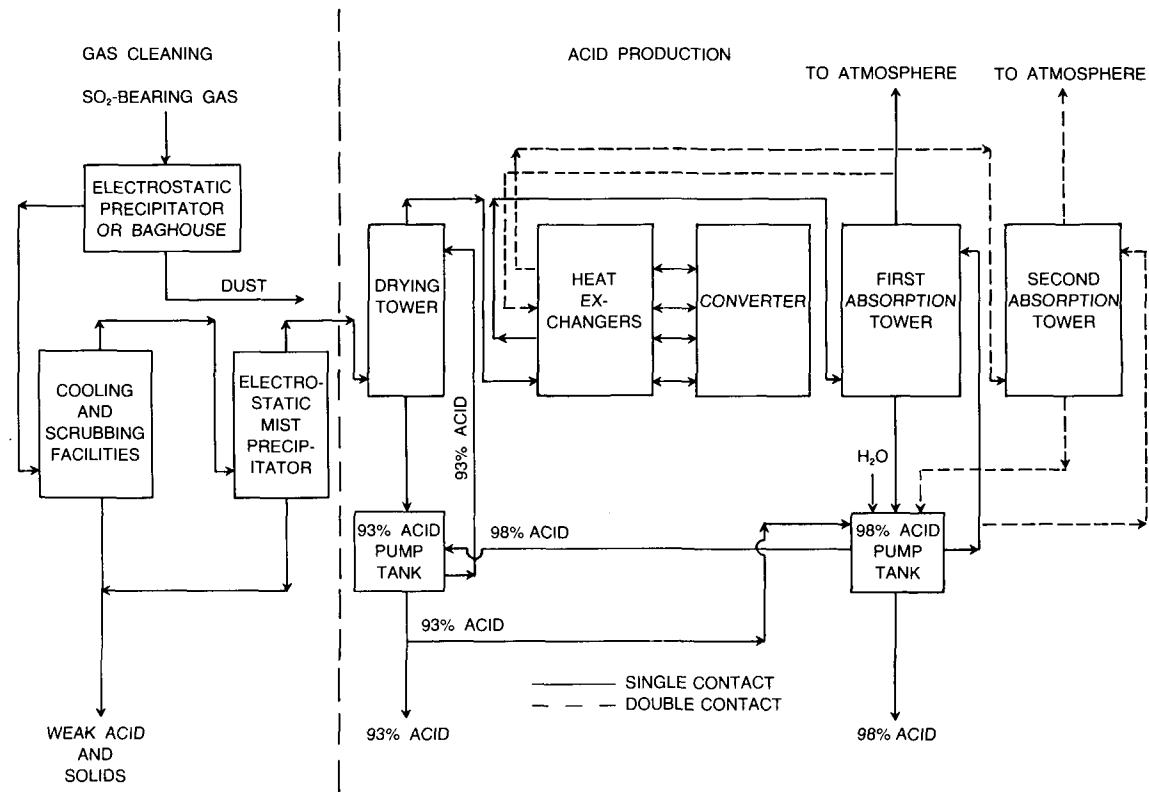 GAS CLEANING
SO₂-BEARING GAS
ELECTROSTATIC
PRECIPITATOR
OR BAGHOUSE
DUST
COOLING
AND
SCRUBBING
FACILITIES
ELECTRO-
STATIC
MIST
PRECIP-
ITATOR
WEAK ACID
AND
SOLIDS
ACID PRODUCTION
TO ATMOSPHERE
TO ATMOSPHERE
DRYING
TOWER
HEAT
EX-
CHANGERS
CONVERTER
FIRST
ABSORPTION
TOWER
SECOND
ABSORPTION
TOWER
93% ACID
H₂O
93% ACID
PUMP
TANK
98% ACID
98% ACID
PUMP
TANK
93% ACID
SINGLE CONTACT
DOUBLE CONTACT
93% ACID
98% ACID